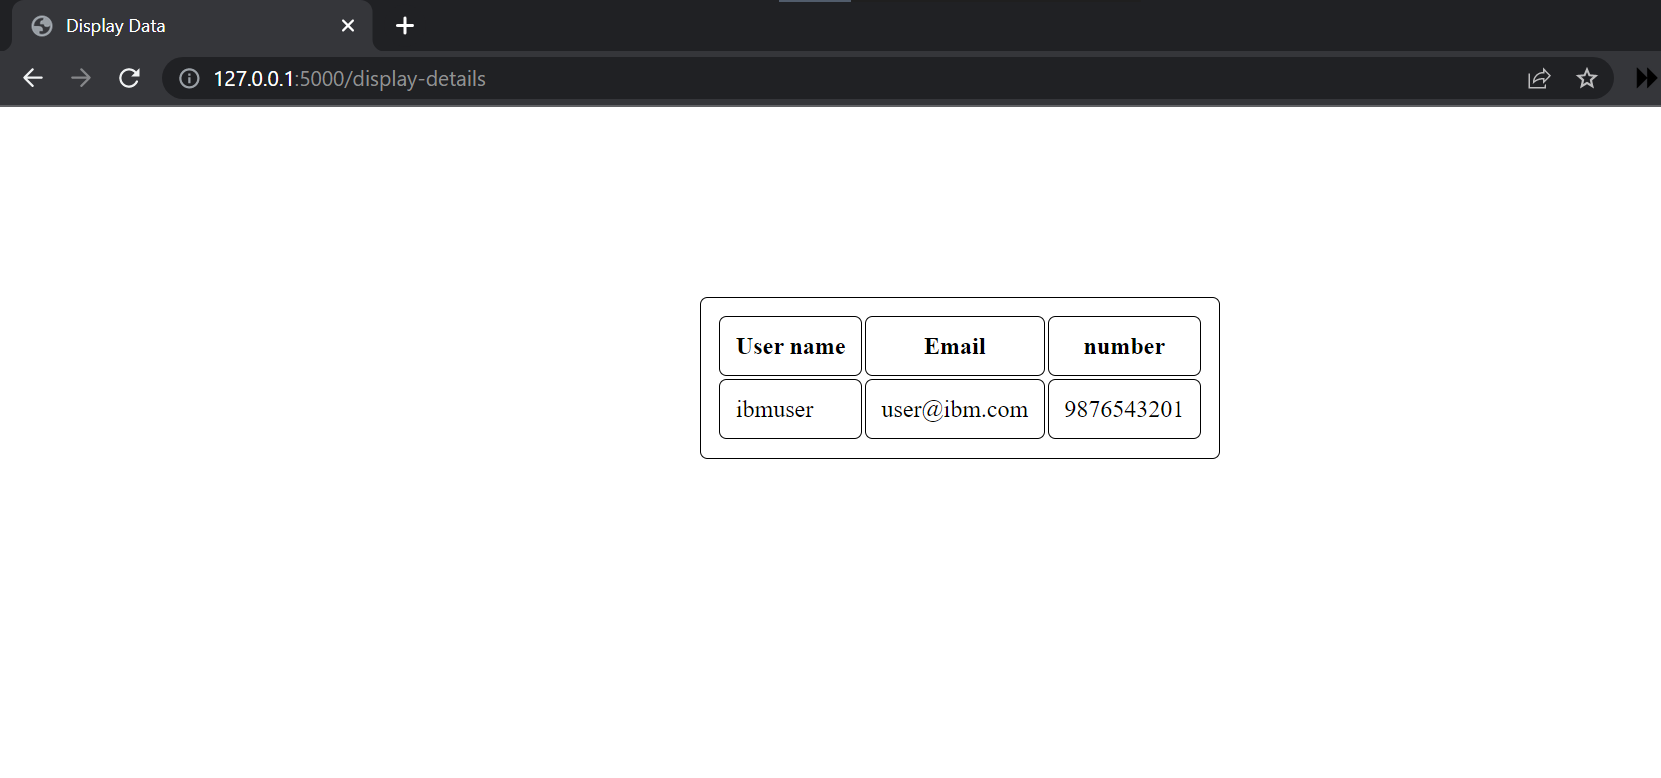 Display Data
127.0.0.1:5000/display-details
User name Email number
ibmuser user@ibm.com 9876543201